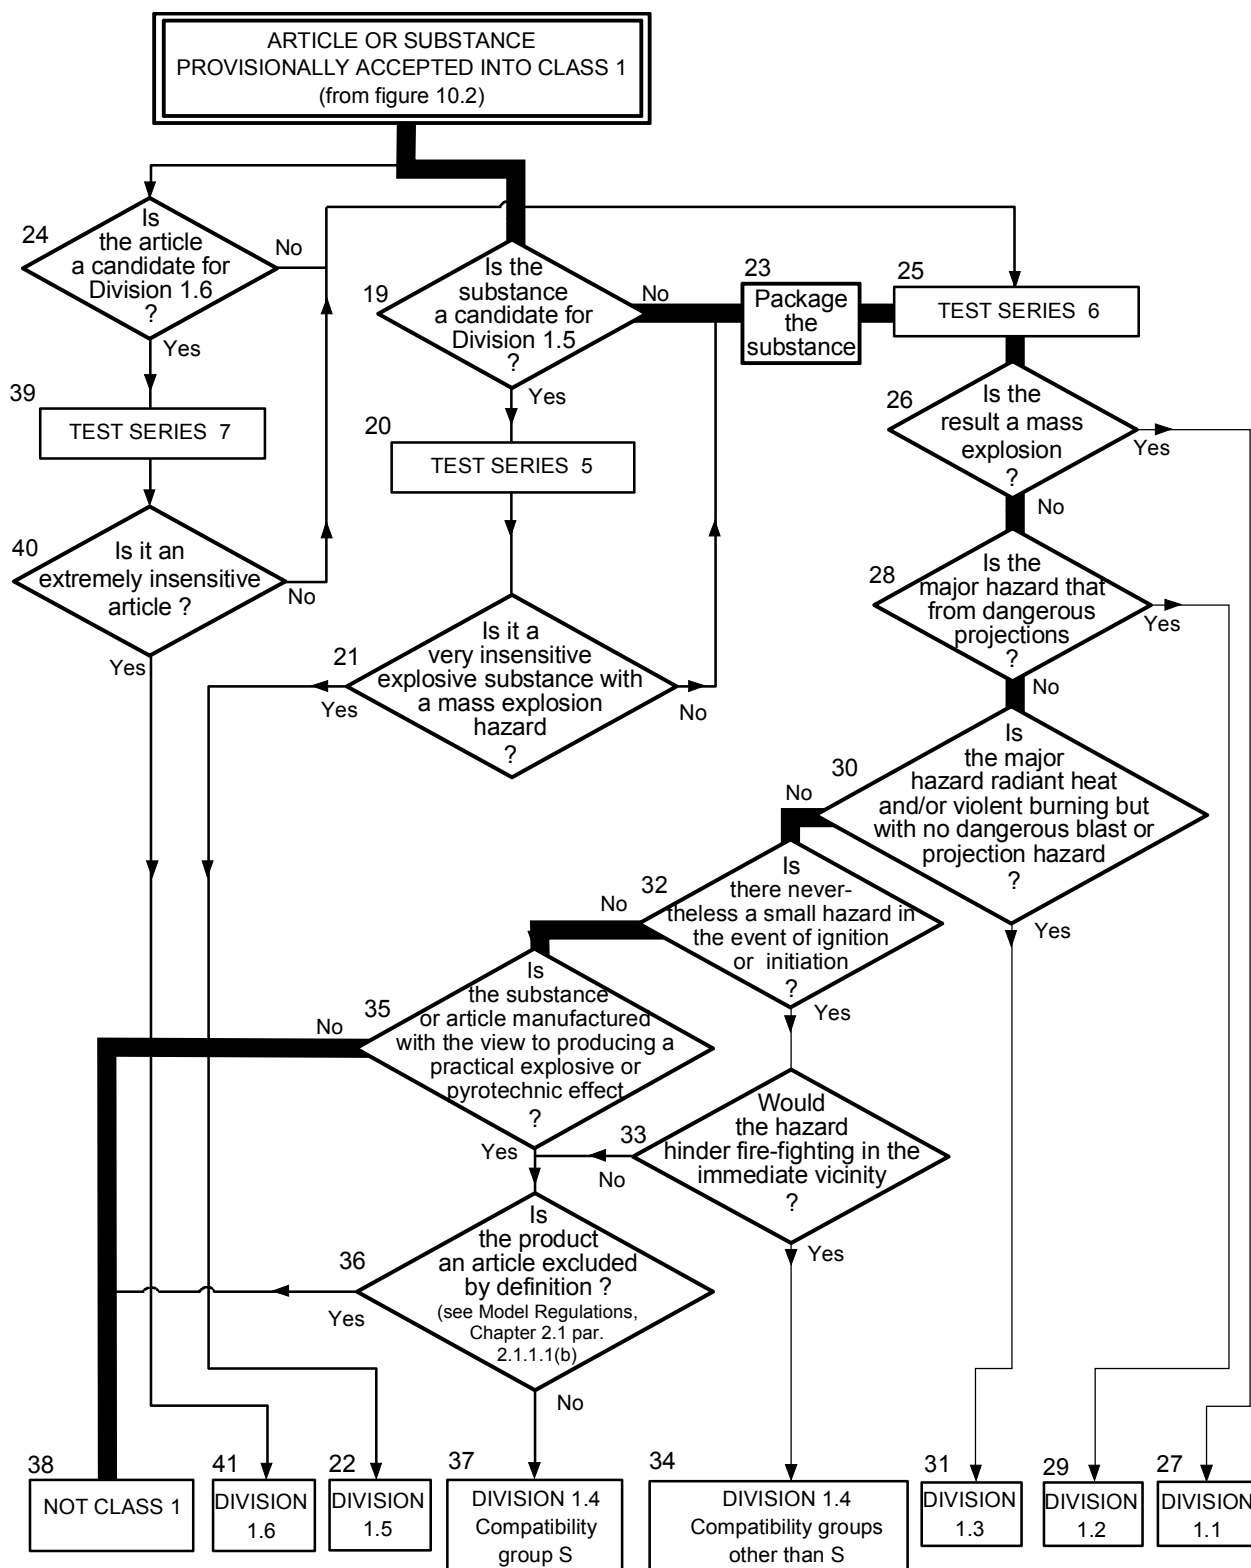 ARTICLE OR SUBSTANCE
PROVISIONALLY ACCEPTED INTO CLASS 1
(from figure 10.2)
24
Is
the article
a candidate for
Division 1.6
?
No
Yes
19
Is the
substance
a candidate for
Division 1.5
?
No
Yes
23
Package
the
substance
25
TEST SERIES 6
39
TEST SERIES 7
20
TEST SERIES 5
26
Is the
result a mass
explosion
?
Yes
No
40
Is it an
extremely insensitive
article ?
No
Yes
21
Is it a
very insensitive
explosive substance with
a mass explosion
hazard
?
Yes
No
28
Is the
major hazard that
from dangerous
projections
?
Yes
No
30
Is
the major
hazard radiant heat
and/or violent burning but
with no dangerous blast or
projection hazard
?
No
Yes
32
Is
there never-
theless a small hazard in
the event of ignition
or initiation
?
No
Yes
35
Is
the substance
or article manufactured
with the view to producing a
practical explosive or
pyrotechnic effect
?
No
Yes
33
Would
the hazard
hinder fire-fighting in the
immediate vicinity
?
No
Yes
36
Is
the product
an article excluded
by definition ?
(see Model Regulations,
Chapter 2.1 par.
2.1.1.1(b)
Yes
No
38
NOT CLASS 1
41
DIVISION
1.6
22
DIVISION
1.5
37
DIVISION 1.4
Compatibility
group S
34
DIVISION 1.4
Compatibility groups
other than S
31
DIVISION
1.3
29
DIVISION
1.2
27
DIVISION
1.1